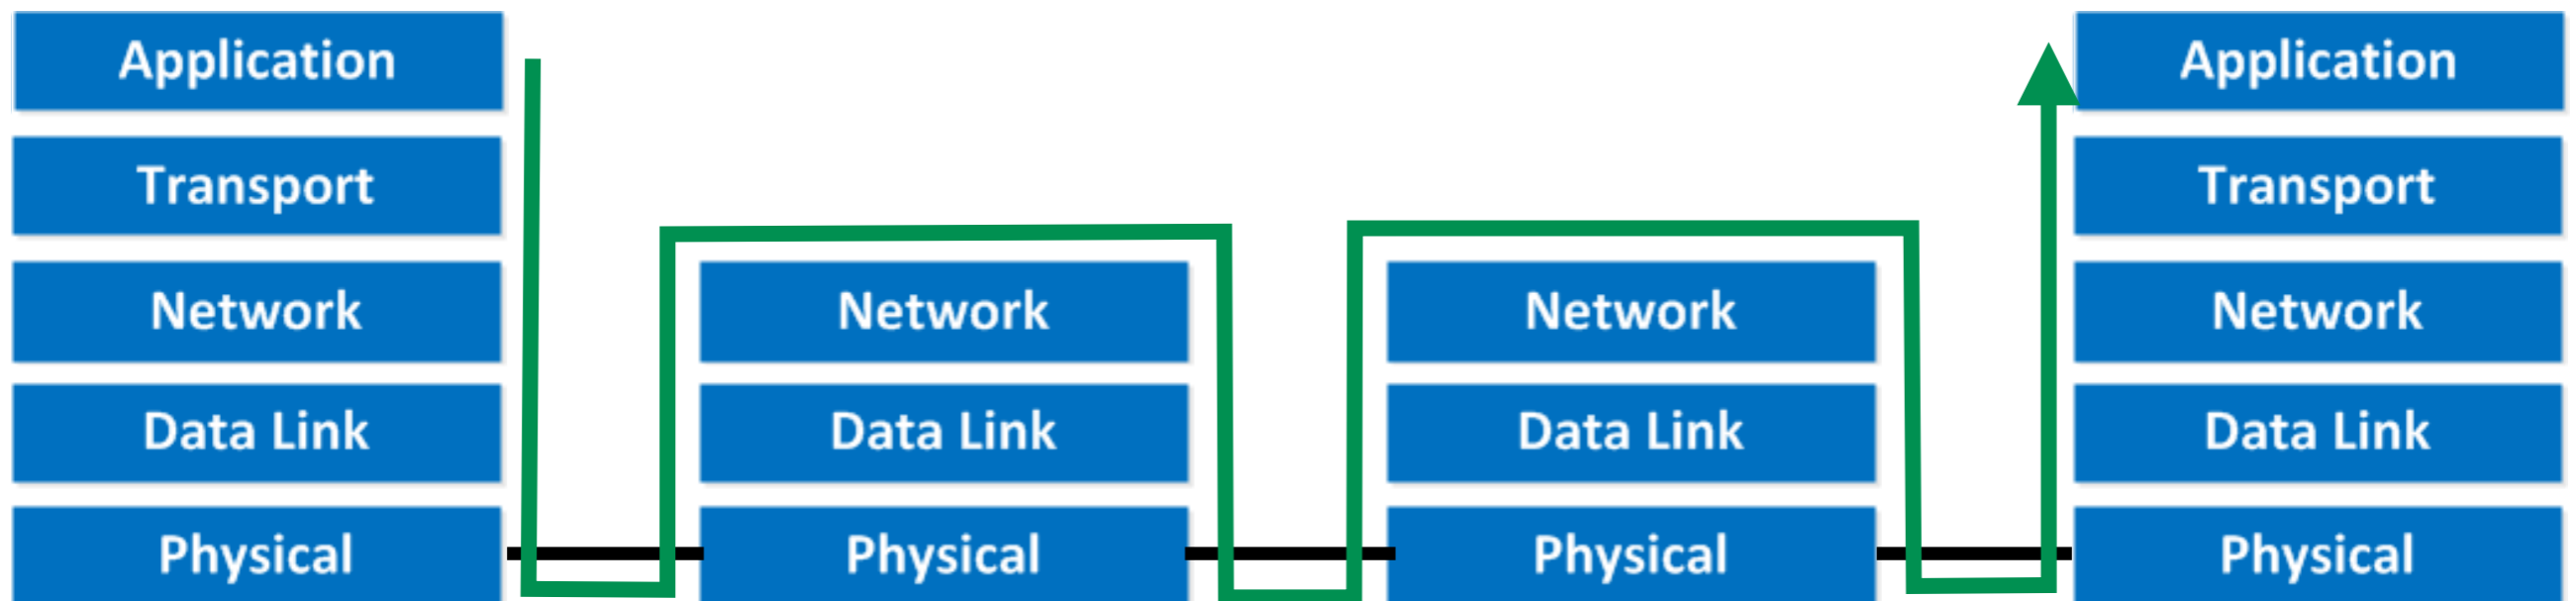 Application
Transport
Network
Data Link
Physical
Network
Data Link
Physical
Network
Data Link
Physical
Application
Transport
Network
Data Link
Physical